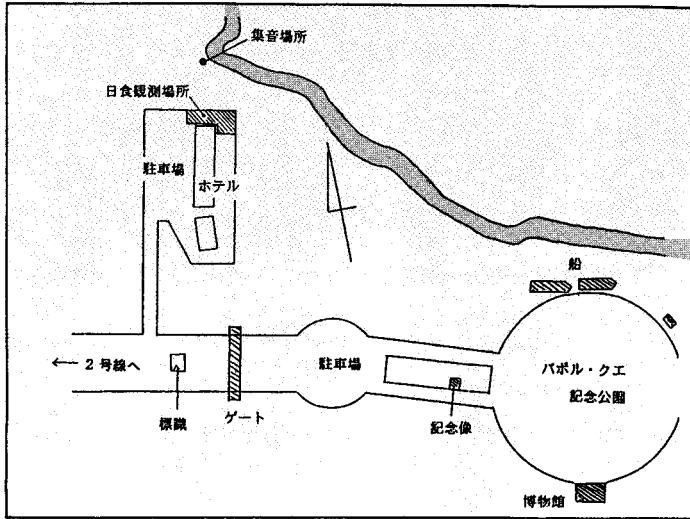 集音場所
日食観測場所
駐車場
ホテル
船
← 2号線へ
駐車場
バポル・クエ
記念公園
標識
ゲート
記念像
博物館